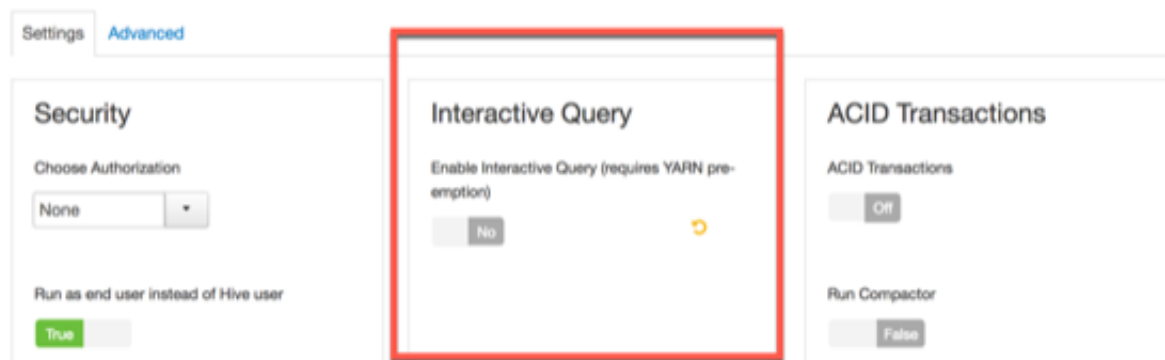 Settings
Advanced
Security
Choose Authorization
None
Run as end user instead of Hive user
True
Interactive Query
Enable Interactive Query (requires YARN pre-
emption)
No
ACID Transactions
ACID Transactions
Off
Run Compactor
False